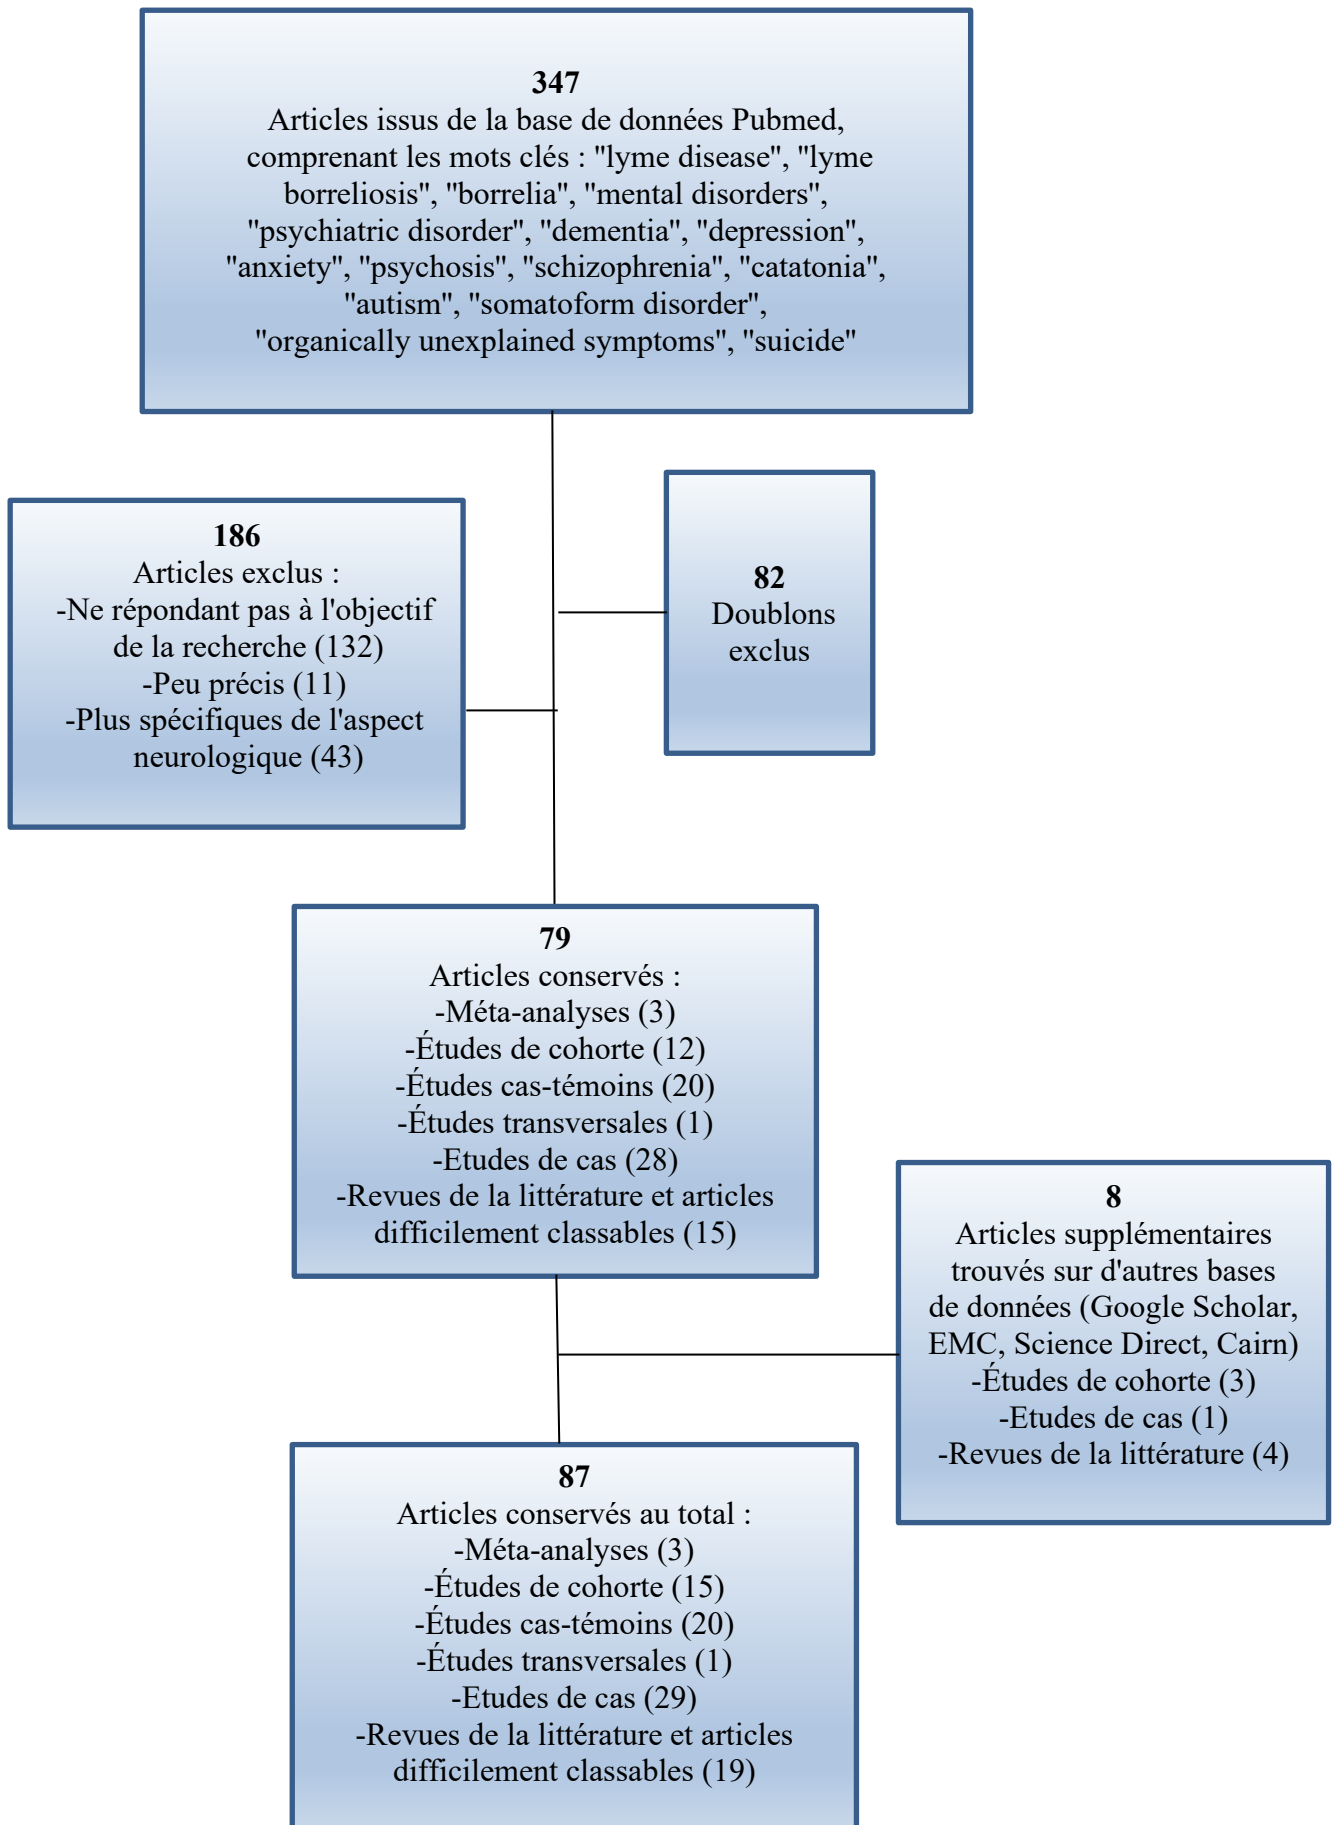 347
Articles issus de la base de données Pubmed,
comprenant les mots clés : "lyme disease", "lyme
borreliosis", "borrelia", "mental disorders",
"psychiatric disorder", "dementia", "depression",
"anxiety", "psychosis", "schizophrenia", "catatonia",
"autism", "somatoform disorder",
"organically unexplained symptoms", "suicide"
186
Articles exclus :
-Ne répondant pas à l'objectif
de la recherche (132)
-Peu précis (11)
-Plus spécifiques de l'aspect
neurologique (43)
82
Doublons
exclus
79
Articles conservés :
-Méta-analyses (3)
-Études de cohorte (12)
-Études cas-témoins (20)
-Études transversales (1)
-Etudes de cas (28)
-Revues de la littérature et articles
difficilement classables (15)
8
Articles supplémentaires
trouvés sur d'autres bases
de données (Google Scholar,
EMC, Science Direct, Cairn)
-Études de cohorte (3)
-Etudes de cas (1)
-Revues de la littérature (4)
87
Articles conservés au total :
-Méta-analyses (3)
-Études de cohorte (15)
-Études cas-témoins (20)
-Études transversales (1)
-Etudes de cas (29)
-Revues de la littérature et articles
difficilement classables (19)